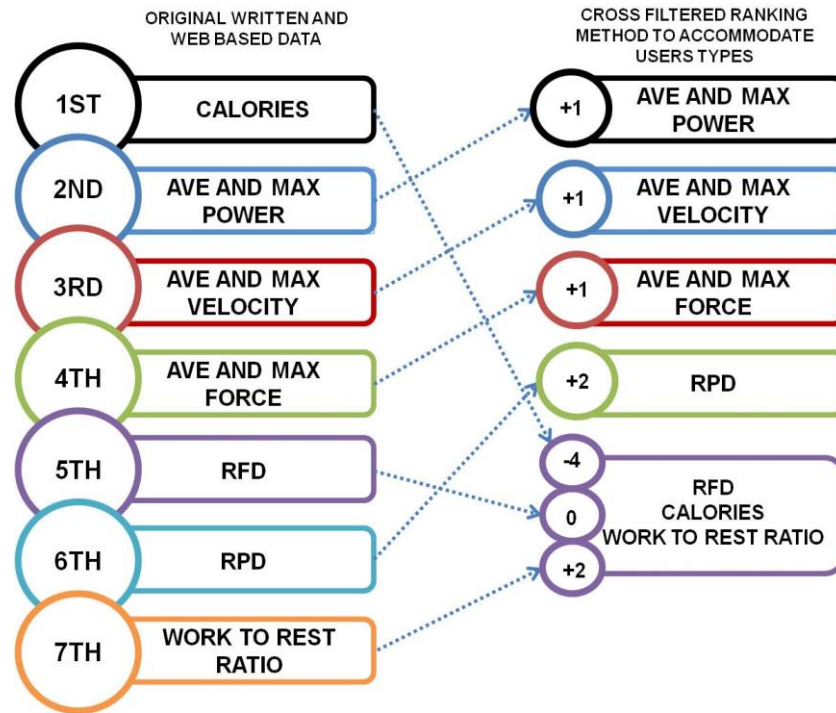 ORIGINAL WRITTEN AND
WEB BASED DATA
1ST
CALORIES
2ND
AVE AND MAX
POWER
3RD
AVE AND MAX
VELOCITY
4TH
AVE AND MAX
FORCE
5TH
RFD
6TH
RPD
7TH
WORK TO REST
RATIO
CROSS FILTERED RANKING
METHOD TO ACCOMMODATE
USERS TYPES
+1
AVE AND MAX
POWER
+1
AVE AND MAX
VELOCITY
+1
AVE AND MAX
FORCE
+2
RPD
-4
0
+2
RFD
CALORIES
WORK TO REST RATIO